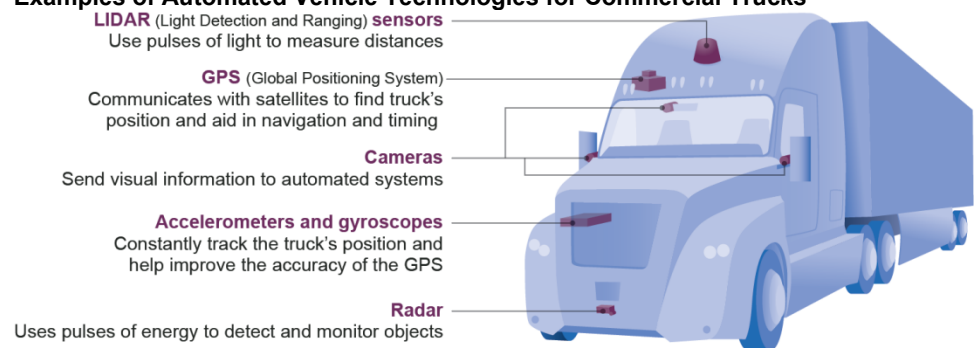 Examples of Automated Vehicle Technologies for Commercial Trucks
LIDAR (Light Detection and Ranging) sensors
Use pulses of light to measure distances
GPS (Global Positioning System)
Communicates with satellites to find truck's
position and aid in navigation and timing
Cameras
Send visual information to automated systems
Accelerometers and gyroscopes
Constantly track the truck's position and
help improve the accuracy of the GPS
Radar
Uses pulses of energy to detect and monitor objects